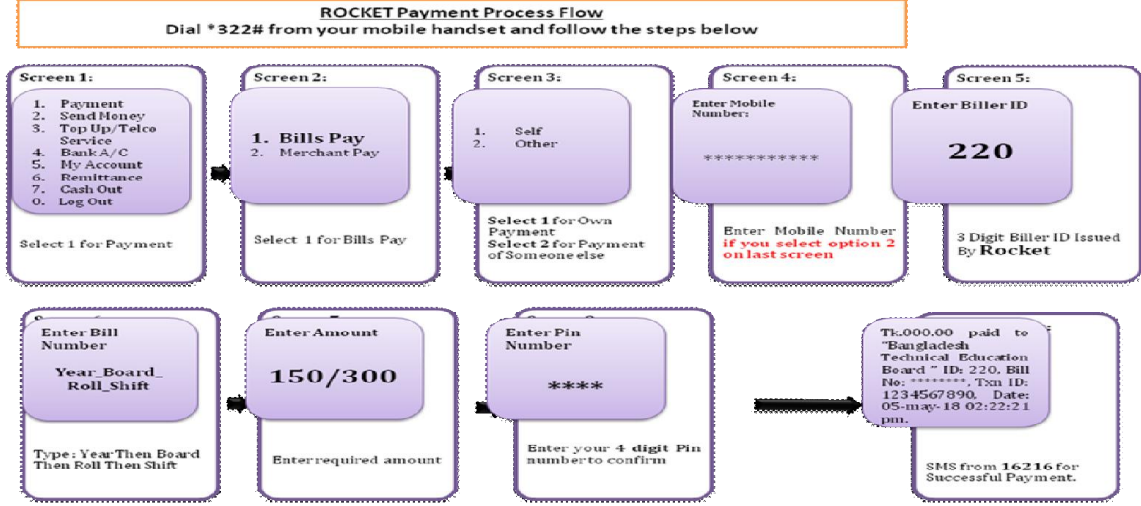 ROCKET Payment Process Flow
Dial *322# from your mobile handset and follow the steps below
Screen 1:
1. Payment
2. Send Money
3. Top Up/Telco
Service
4. Bank A/C
5. My Account
6. Remittance
7. Cash Out
0. Log Out
Select 1 for Payment
Screen 2:
1. Bills Pay
2. Merchant Pay
Select 1 for Bills Pay
Screen 3:
1. Self
2. Other
Select 1 for Own
Payment
Select 2 for Payment
of Someone else
Screen 4:
Enter Mobile
Number:
***********
Enter Mobile Number
if you select option 2
on last screen
Screen 5:
Enter Biller ID
220
3 Digit Biller ID Issued
By Rocket
Enter Bill
Number
Year_Board_
Roll_Shift
Type: Year Then Board
Then Roll Then Shift
Enter Amount
150/300
Enter required amount
Enter Pin
Number
****
Enter your 4 digit Pin
number to confirm
Tk.000.00 paid to
"Bangladesh
Technical Education
Board " ID: 220, Bill
No: ********, Txn ID:
1234567890, Date:
05-may-18 02:22:21
pm.
SMS from 16216 for
Successful Payment.